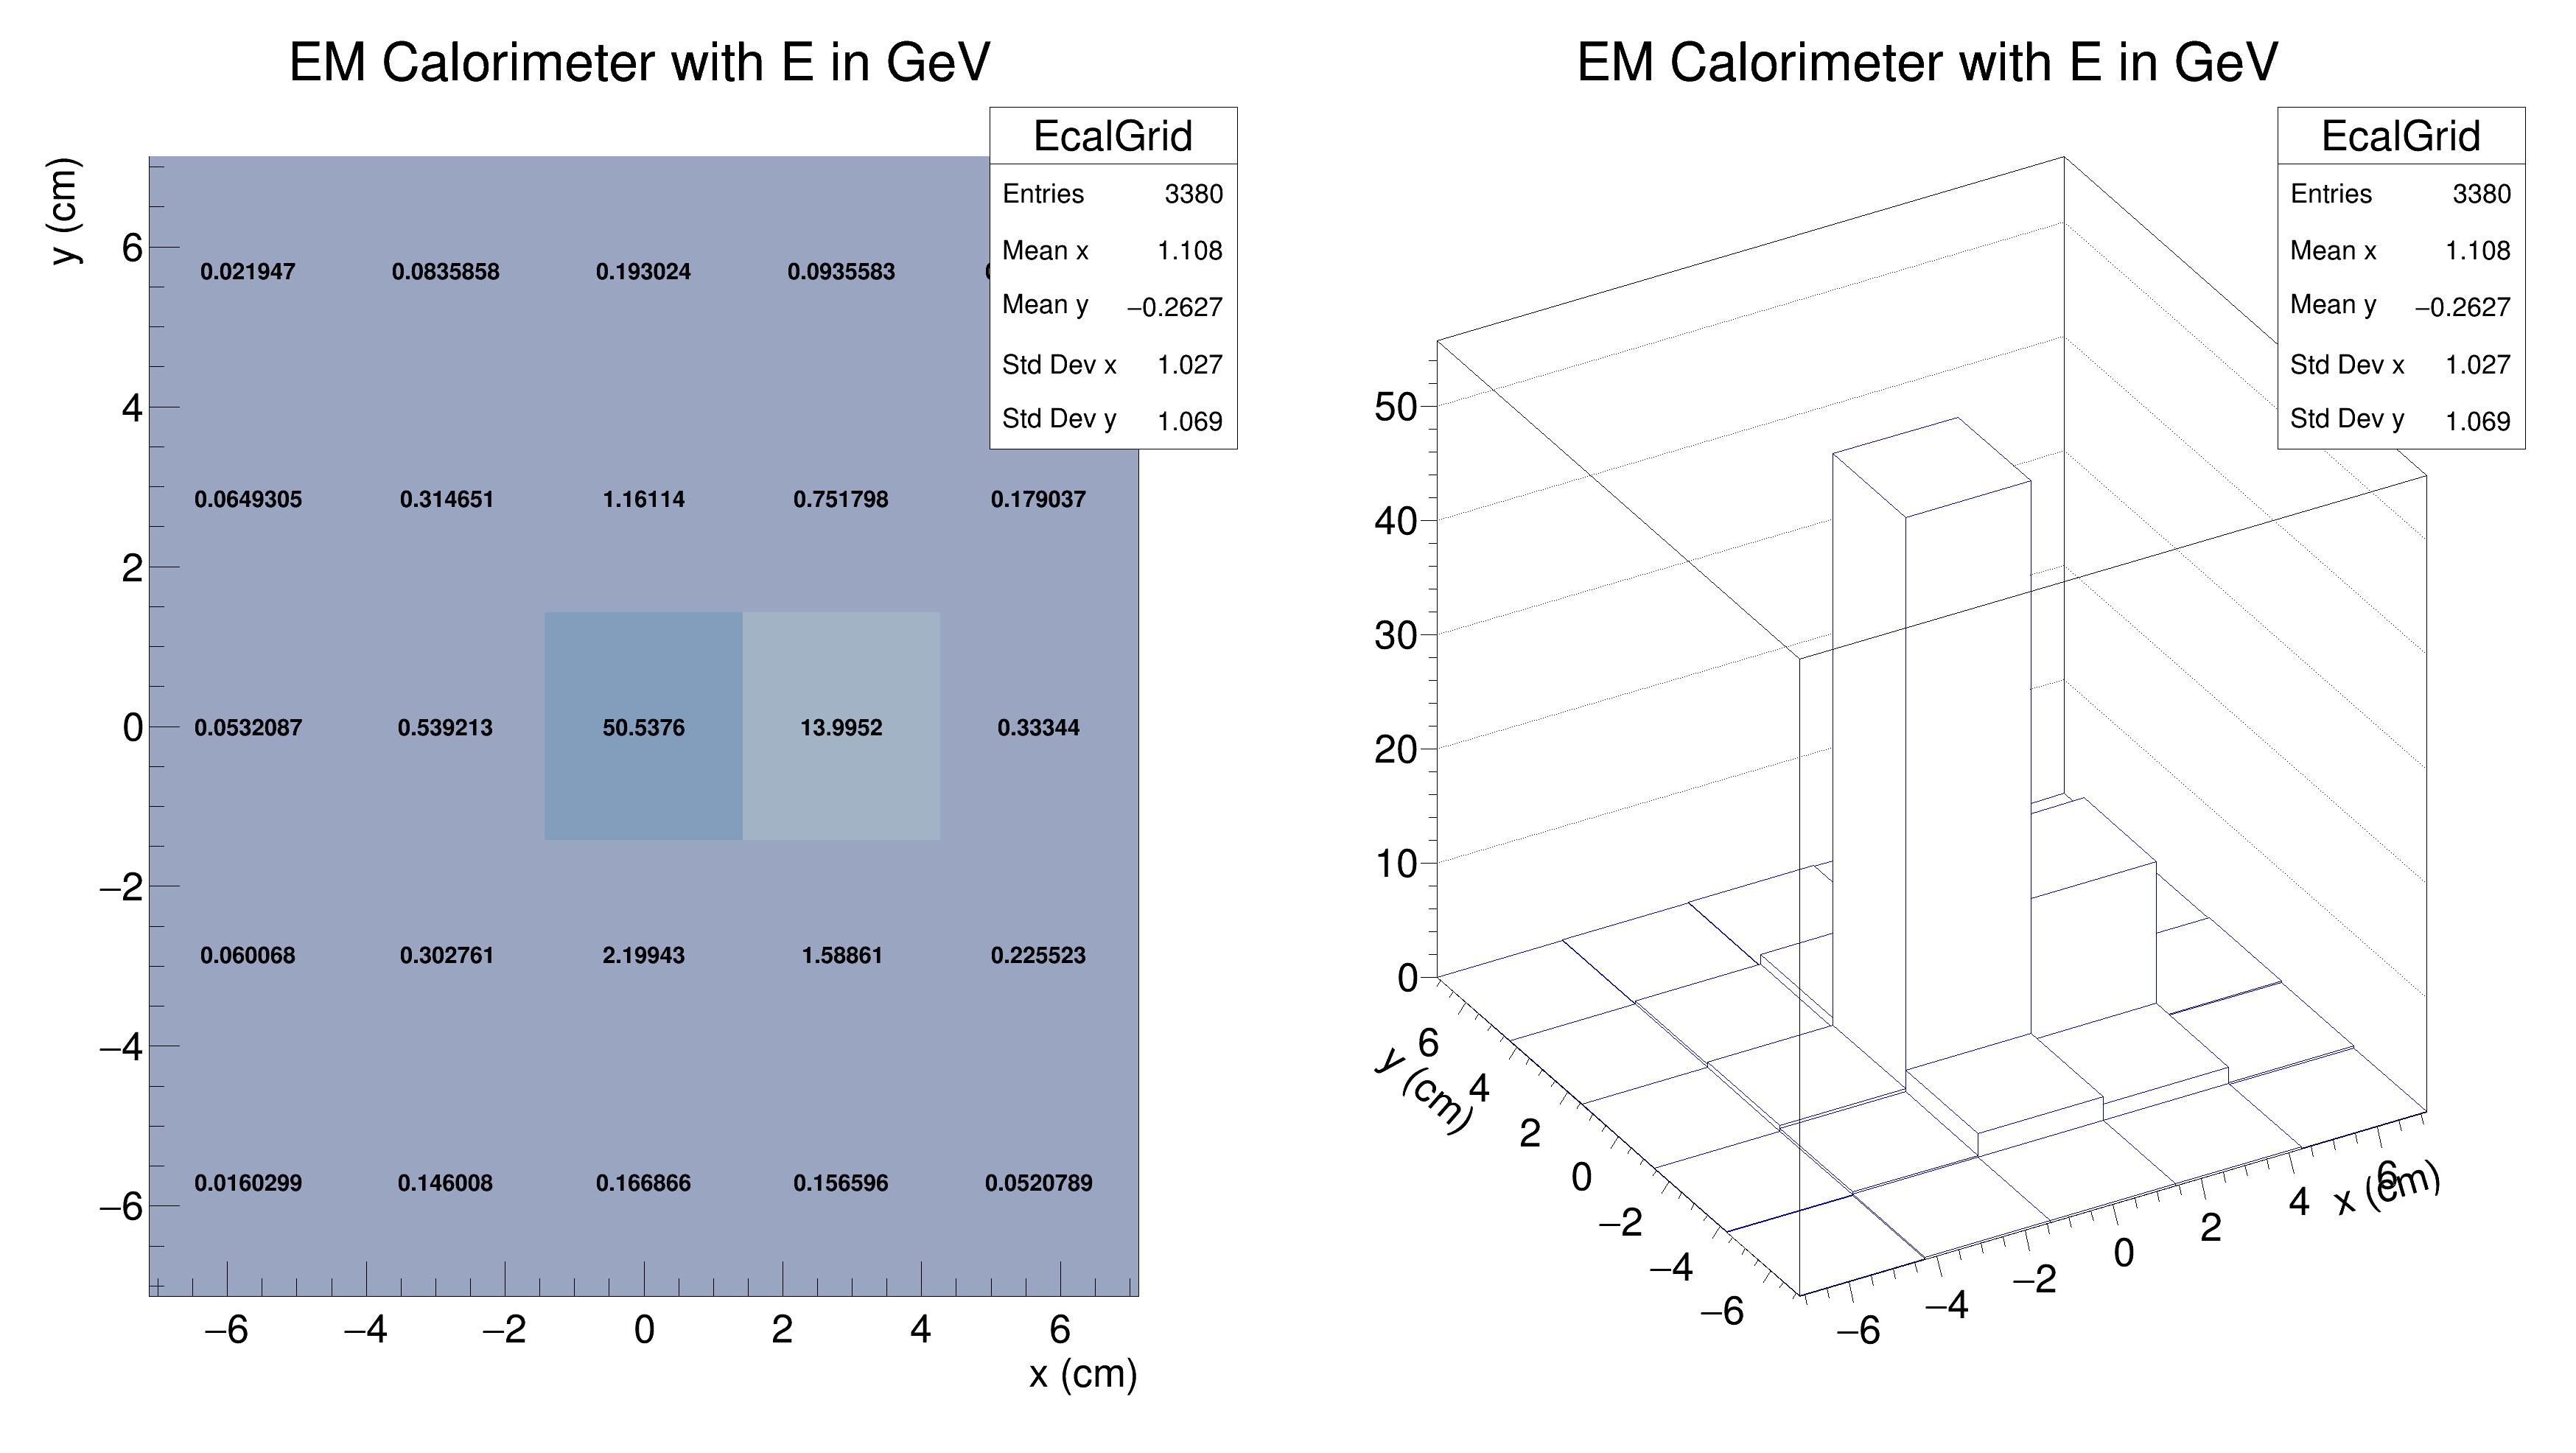 EM Calorimeter with E in GeV
EcalGrid
Entries 3380
Mean x 1.108
Mean y −0.2627
Std Dev x 1.027
Std Dev y 1.069
y (cm)
6
4
2
0
−2
−4
−6
0.021947 0.0835858 0.193024 0.0935583
0.0649305 0.314651 1.16114 0.751798 0.179037
0.0532087 0.539213 50.5376 13.9952 0.33344
0.060068 0.302761 2.19943 1.58861 0.225523
0.0160299 0.146008 0.166866 0.156596 0.0520789
−6 −4 −2 0 2 4 6
x (cm)
EM Calorimeter with E in GeV
EcalGrid
Entries 3380
Mean x 1.108
Mean y −0.2627
Std Dev x 1.027
Std Dev y 1.069
50
40
30
20
10
0
6
4
2
0
−2
−4
−6
y (cm)
−6 −4 −2 0 2 4 6
x (cm)